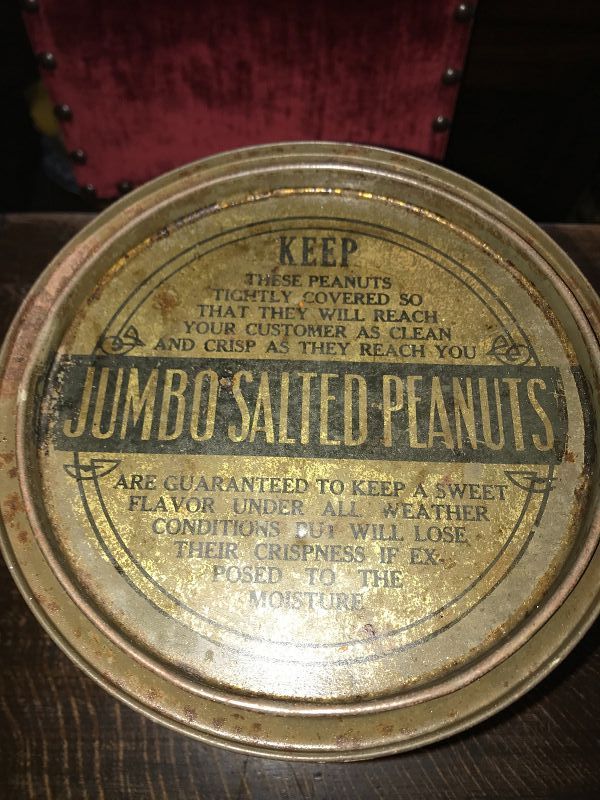 KEEP
THESE PEANUTS
TIGHTLY COVERED SO
THAT THEY WILL REACH
YOUR CUSTOMER AS CLEAN
AND CRISP AS THEY REACH YOU
JUMBO SALTED PEANUTS
ARE GUARANTEED TO KEEP A SWEET
FLAVOR UNDER ALL WEATHER
CONDITIONS BUT WILL LOSE
THEIR CRISPNESS IF EX-
POSED TO THE
MOISTURE